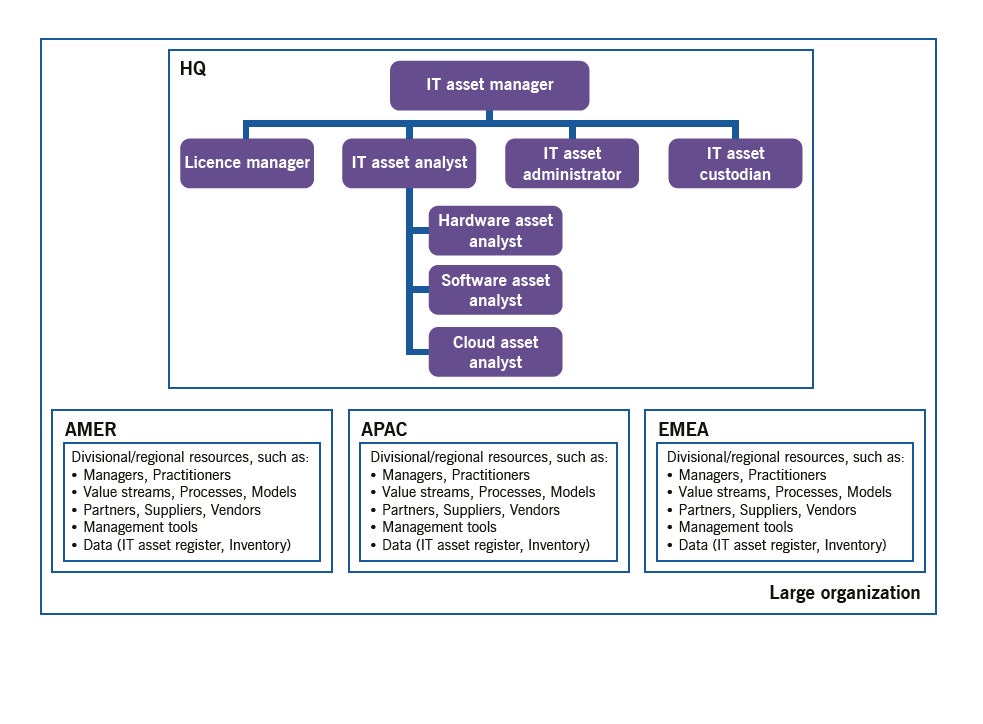 HQ
IT asset manager
Licence manager
IT asset analyst
IT asset
administrator
IT asset
custodian
Hardware asset
analyst
Software asset
analyst
Cloud asset
analyst
AMER
Divisional/regional resources, such as:
• Managers, Practitioners
• Value streams, Processes, Models
• Partners, Suppliers, Vendors
• Management tools
• Data (IT asset register, Inventory)
APAC
Divisional/regional resources, such as:
• Managers, Practitioners
• Value streams, Processes, Models
• Partners, Suppliers, Vendors
• Management tools
• Data (IT asset register, Inventory)
EMEA
Divisional/regional resources, such as:
• Managers, Practitioners
• Value streams, Processes, Models
• Partners, Suppliers, Vendors
• Management tools
• Data (IT asset register, Inventory)
Large organization